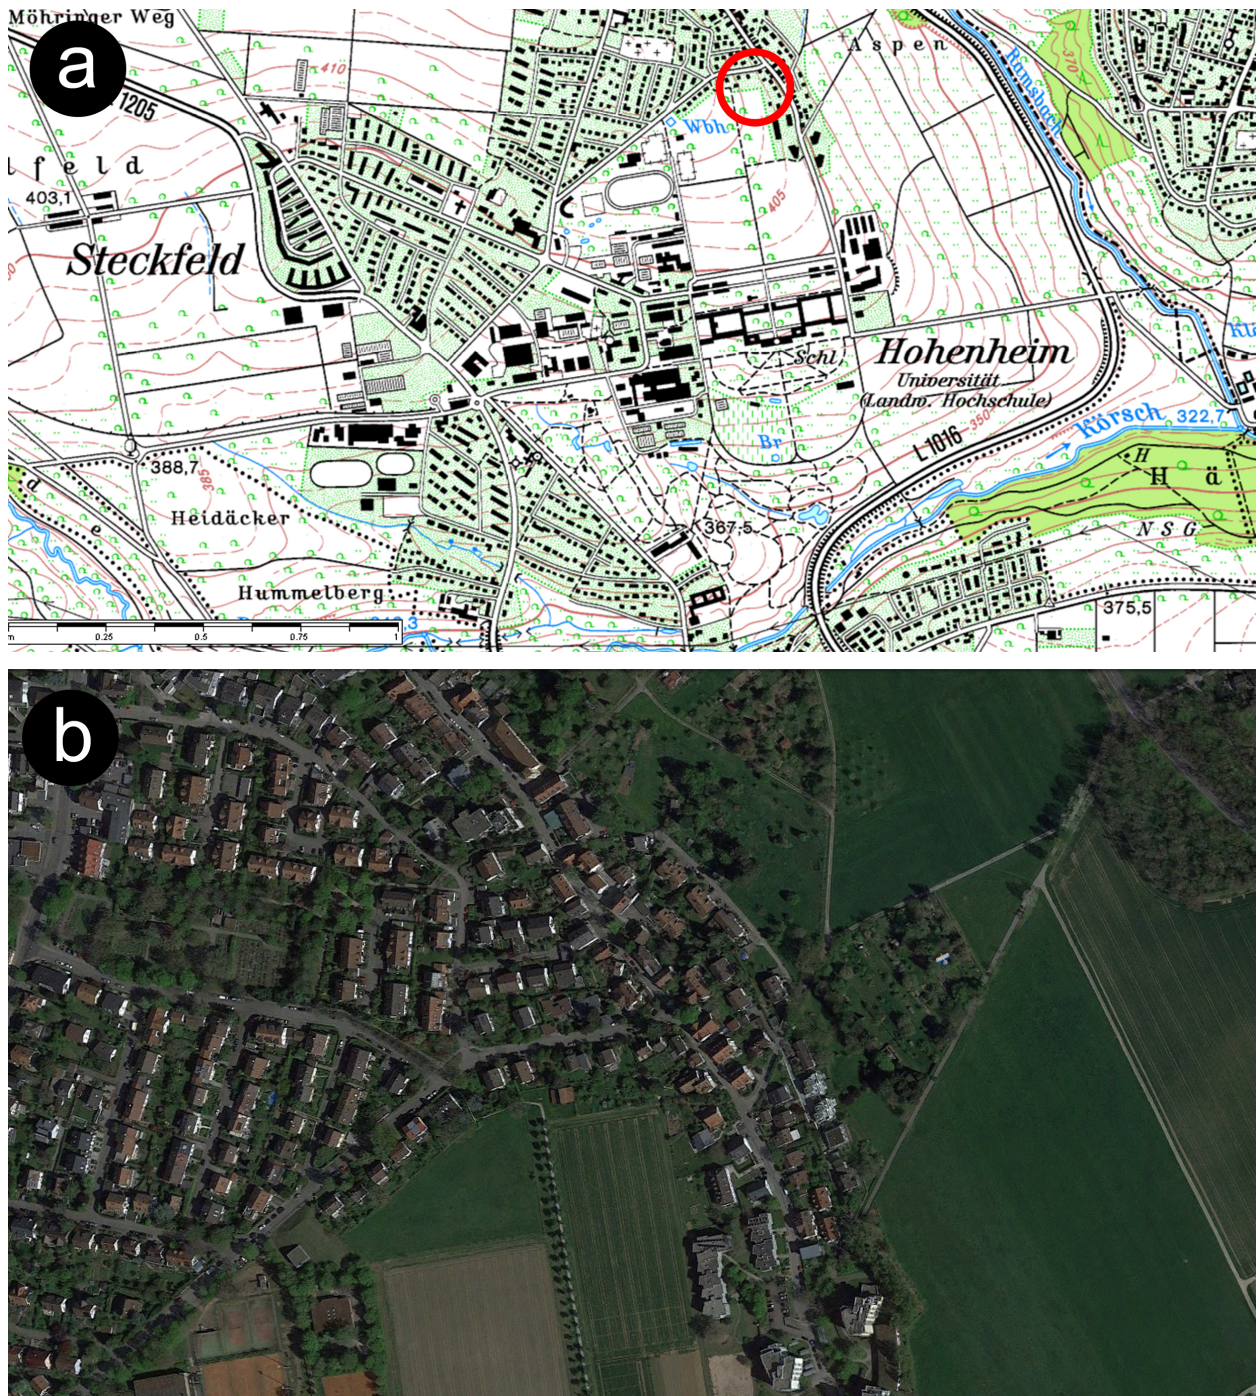 Möhringer Weg
a
1205
410
Aspen
Ramsbach
370
Wbh
lfeld
403,1
405
Steckfeld
Schl
Hohenheim
Universität
(Landw. Hochschule)
350
Körsch
322,7
L 1016
Br
H
H ä
NSG
388,7
385
d
e
Heidäcker
367,5
Hummelberg
375,5
m 0.25 0.5 0.75 1
b